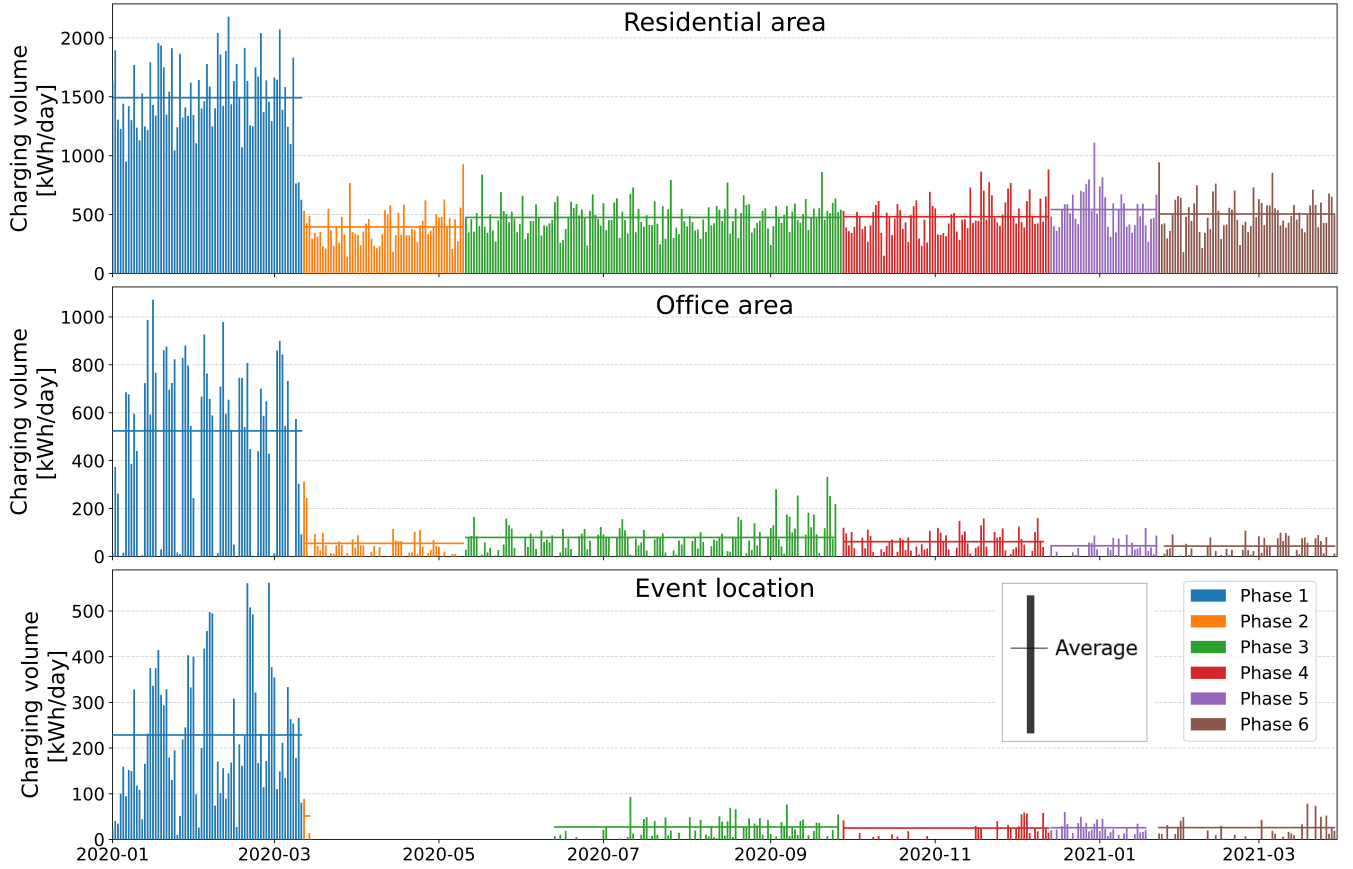 Residential area
Charging volume
[kWh/day]
2000
1500
1000
500
0
Office area
Charging volume
[kWh/day]
1000
800
600
400
200
0
Event location
Charging volume
[kWh/day]
500
400
300
200
100
0
Average
Phase 1
Phase 2
Phase 3
Phase 4
Phase 5
Phase 6
2020-01 2020-03 2020-05 2020-07 2020-09 2020-11 2021-01 2021-03